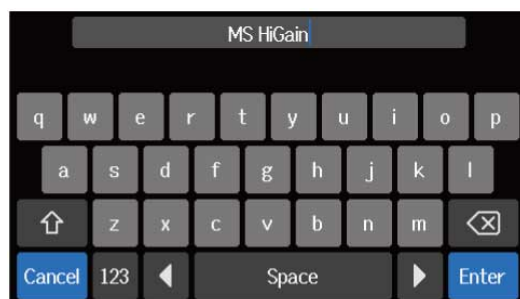 MS HiGain
q w e r t y u i o p
a s d f g h j k l
z x c v b n m
Cancel 123 Space Enter